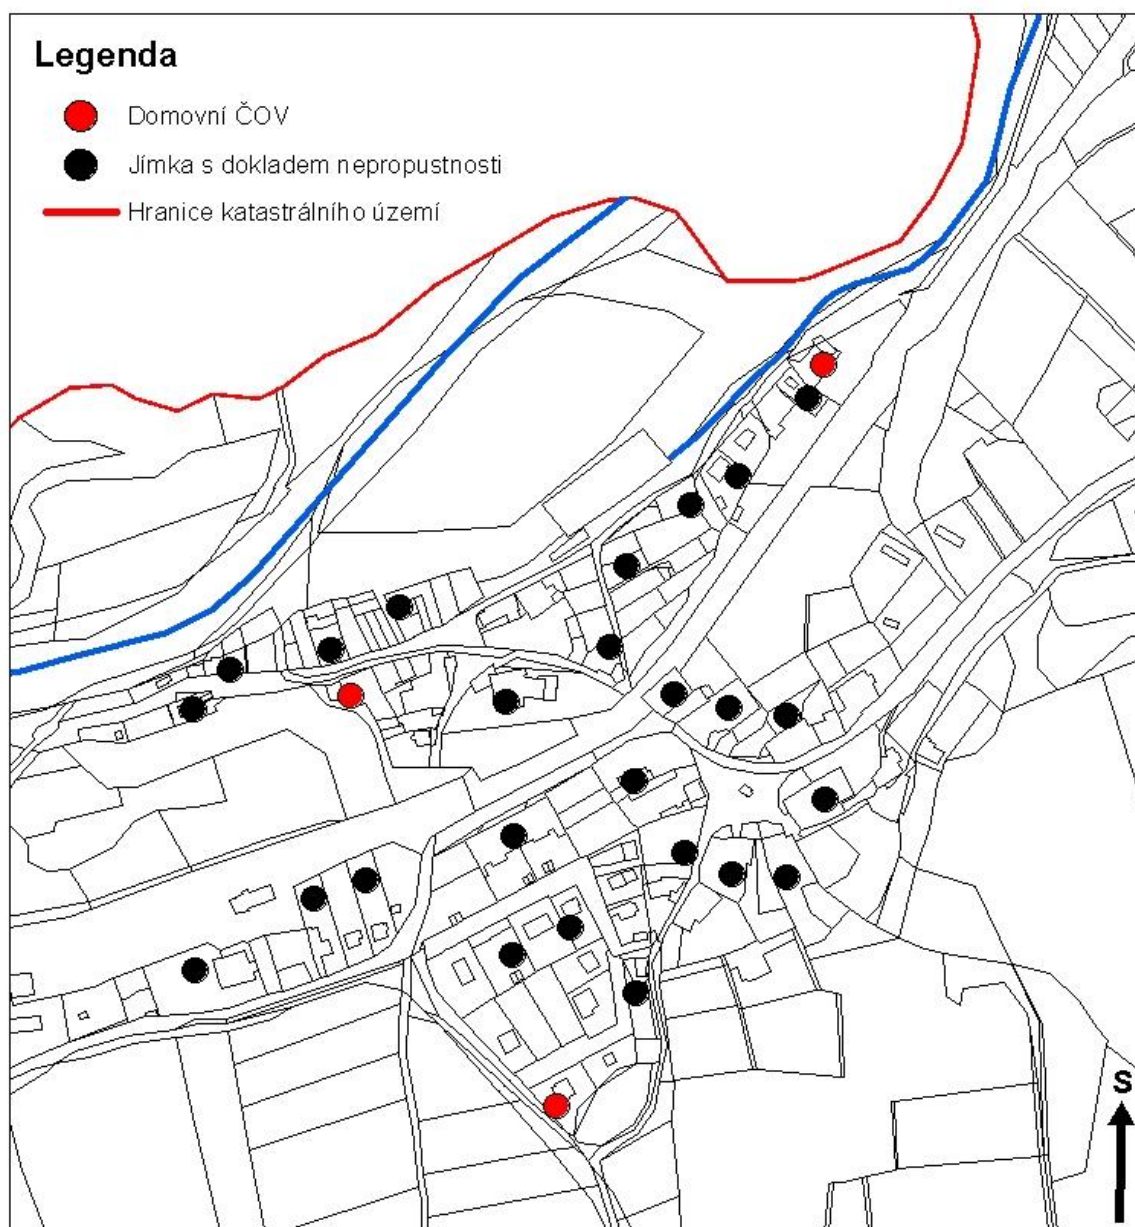 Legenda
Domovní ČOV
Jímka s dokladem nepropustnosti
Hranice katastrálního území
S